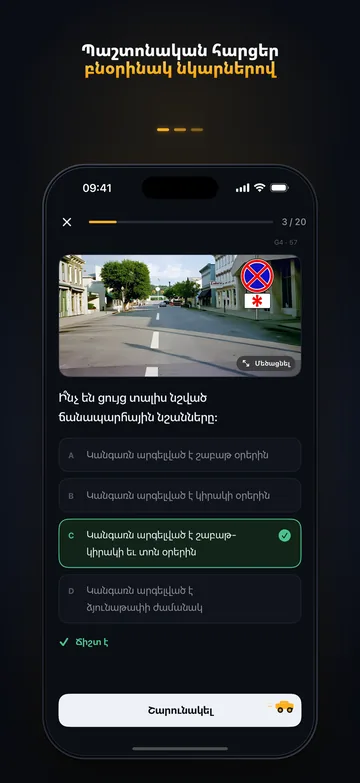 Պաշտոնական հարցեր
բնօրինակ նկարներով
09:41
3 / 20
G4 - 57
Մեծացնել
Ի՞նչ են ցույց տալիս նշված
ճանապարհային նշանները:
A Կանգառն արգելված է շաբաթ օրերին
B Կանգառն արգելված է կիրակի օրերին
C Կանգառն արգելված է շաբաթ-
կիրակի եւ տոն օրերին
D Կանգառն արգելված է
ձյունաթափի ժամանակ
Ճիշտ է
Շարունակել